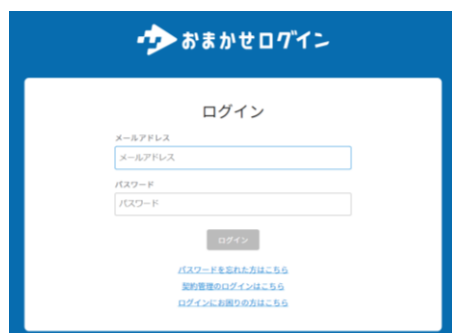 おまかせログイン
ログイン
メールアドレス
メールアドレス
パスワード
パスワード
ログイン
パスワードを忘れた方はこちら
契約管理のログインはこちら
ログインにお困りの方はこちら